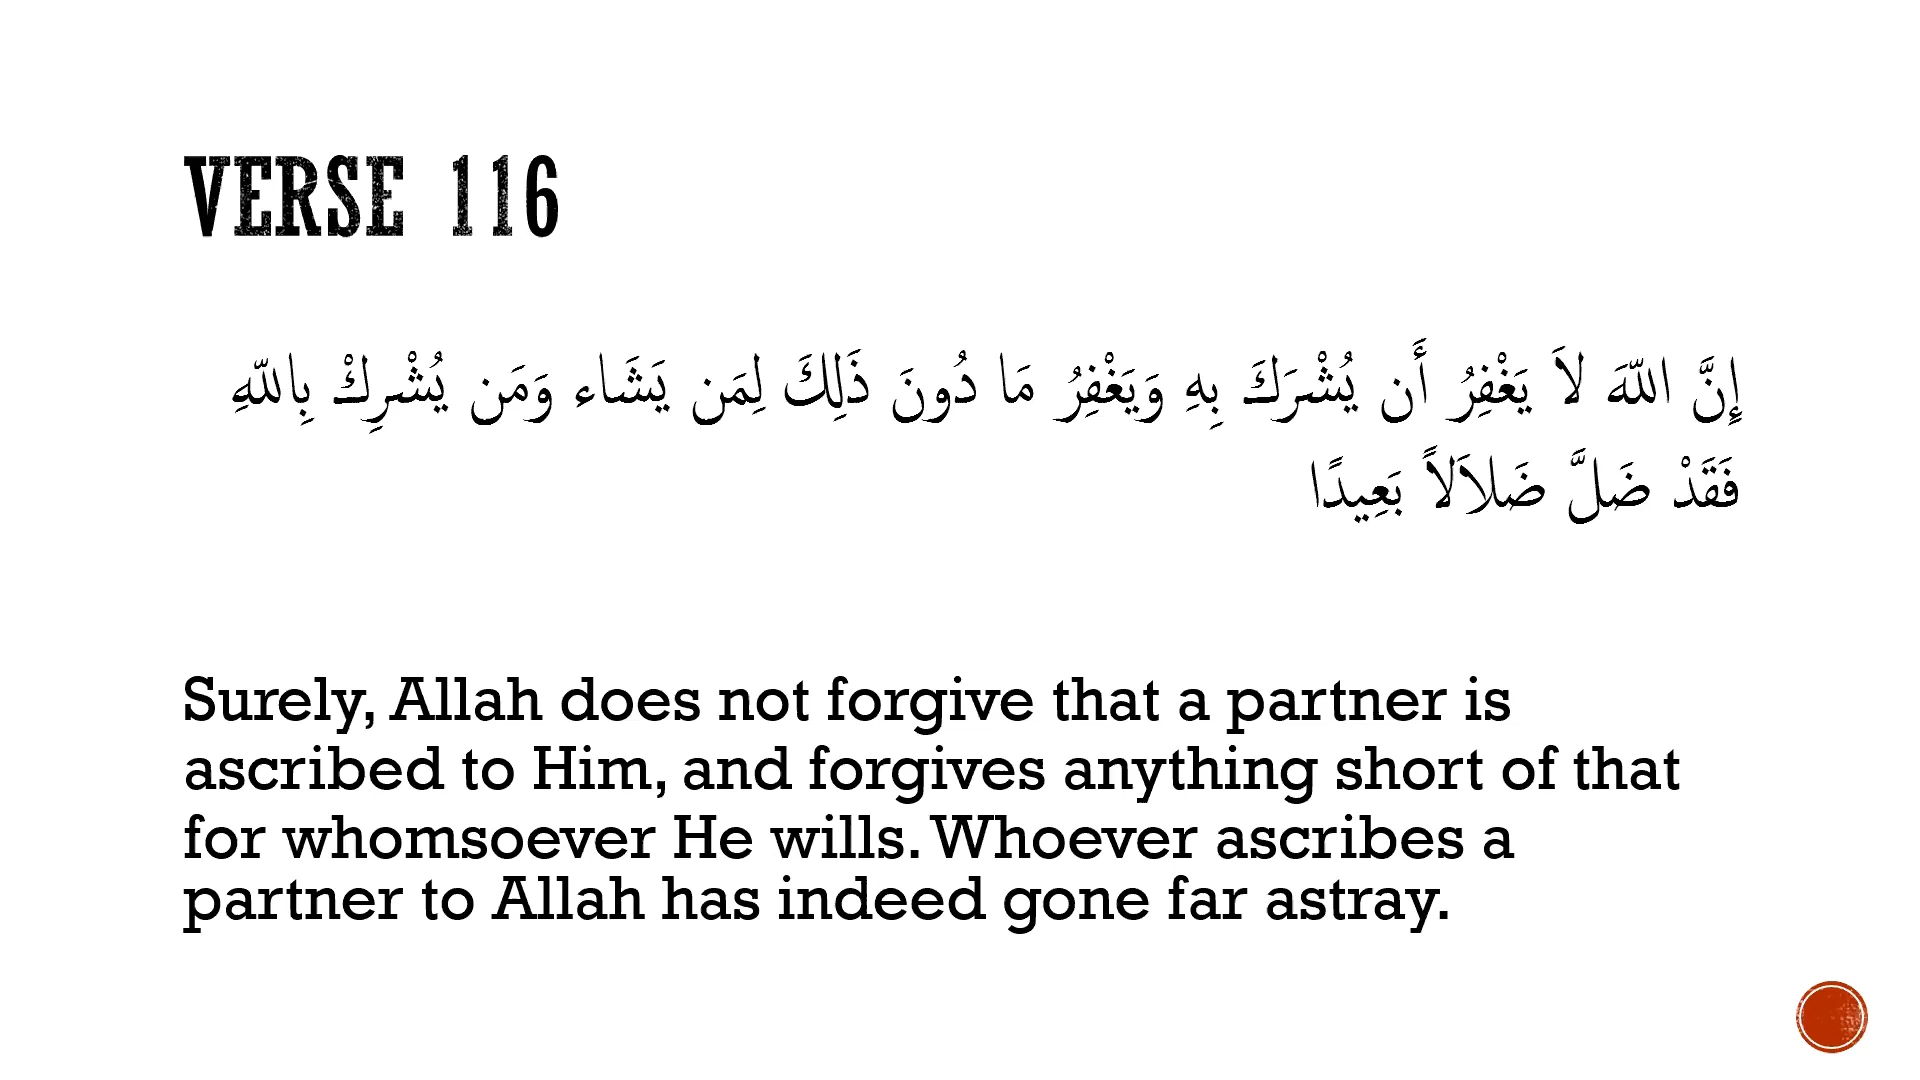 VERSE 116
إِنَّ اللّهَ لاَ يَغْفِرُ أَن يُشْرَكَ بِهِ وَيَغْفِرُ مَا دُونَ ذَلِكَ لِمَن يَشَاء وَمَن يُشْرِكْ بِاللّهِ
فَقَدْ ضَلَّ ضَلاَلاً بَعِيدًا
Surely, Allah does not forgive that a partner is
ascribed to Him, and forgives anything short of that
for whomsoever He wills. Whoever ascribes a
partner to Allah has indeed gone far astray.